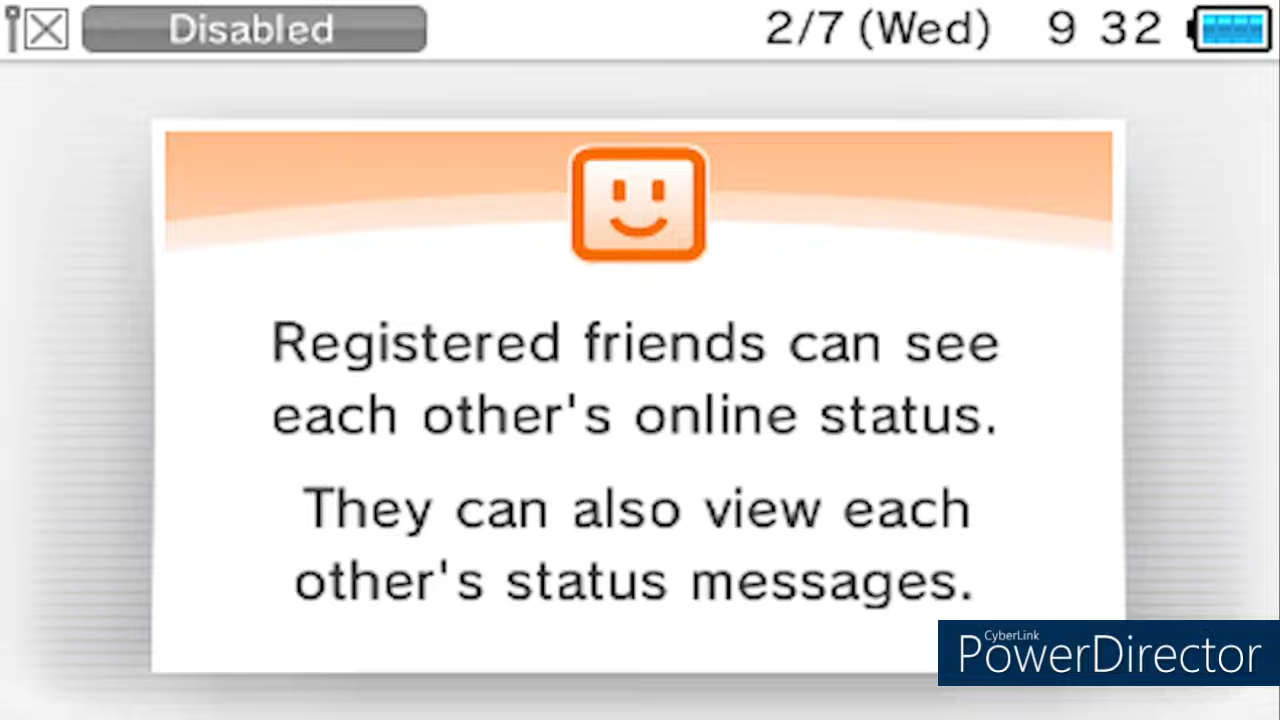 Disabled 2/7 (Wed) 9 32
Registered friends can see
each other's online status.
They can also view each
other's status messages.
CyberLink
PowerDirector